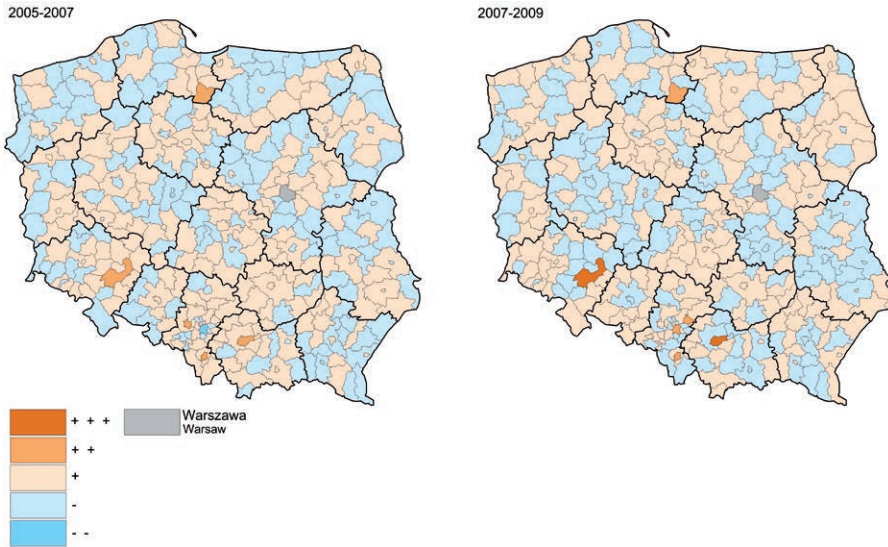 2005-2007
2007-2009
+ + +
Warszawa
Warsaw
+ +
+
-
- -